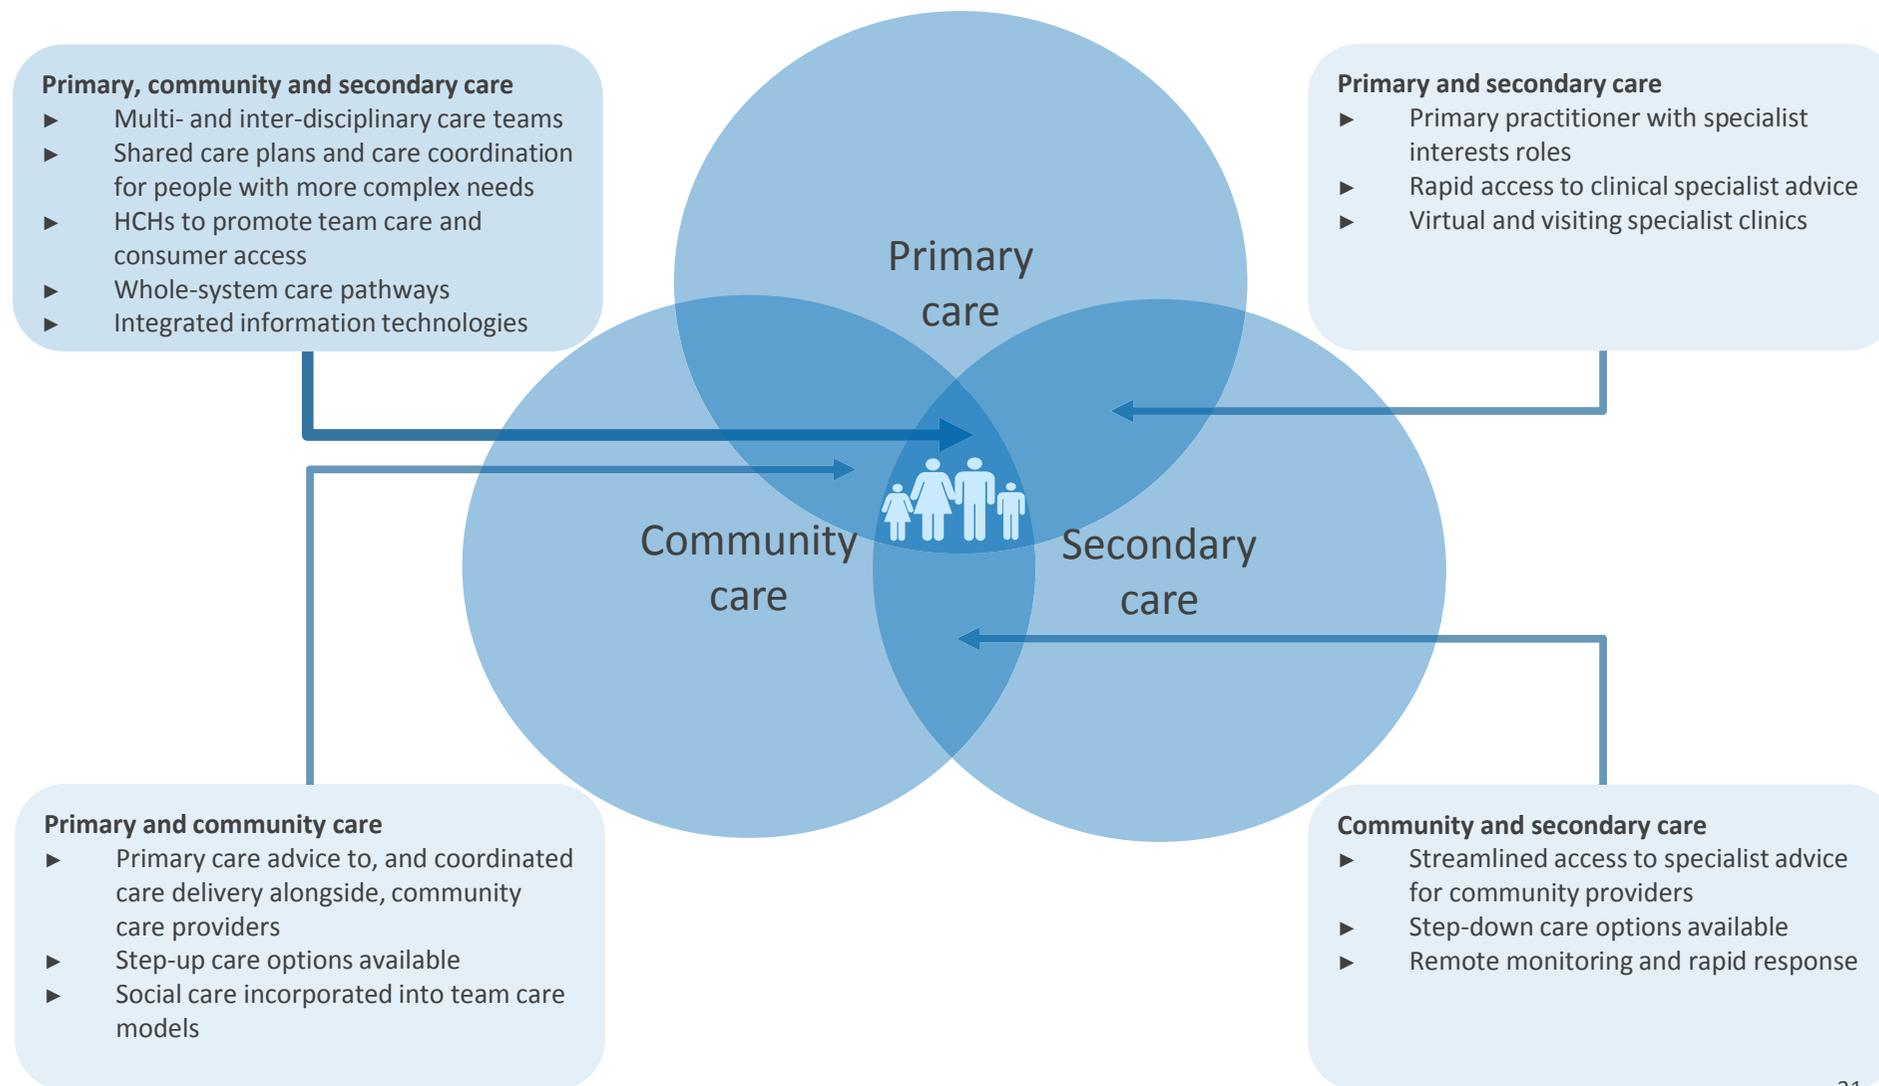 Primary, community and secondary care
► Multi- and inter-disciplinary care teams
► Shared care plans and care coordination
for people with more complex needs
► HCHs to promote team care and
consumer access
► Whole-system care pathways
► Integrated information technologies
Primary and secondary care
► Primary practitioner with specialist
interests roles
► Rapid access to clinical specialist advice
► Virtual and visiting specialist clinics
Primary
care
Community
care
Secondary
care
Primary and community care
► Primary care advice to, and coordinated
care delivery alongside, community
care providers
► Step-up care options available
► Social care incorporated into team care
models
Community and secondary care
► Streamlined access to specialist advice
for community providers
► Step-down care options available
► Remote monitoring and rapid response